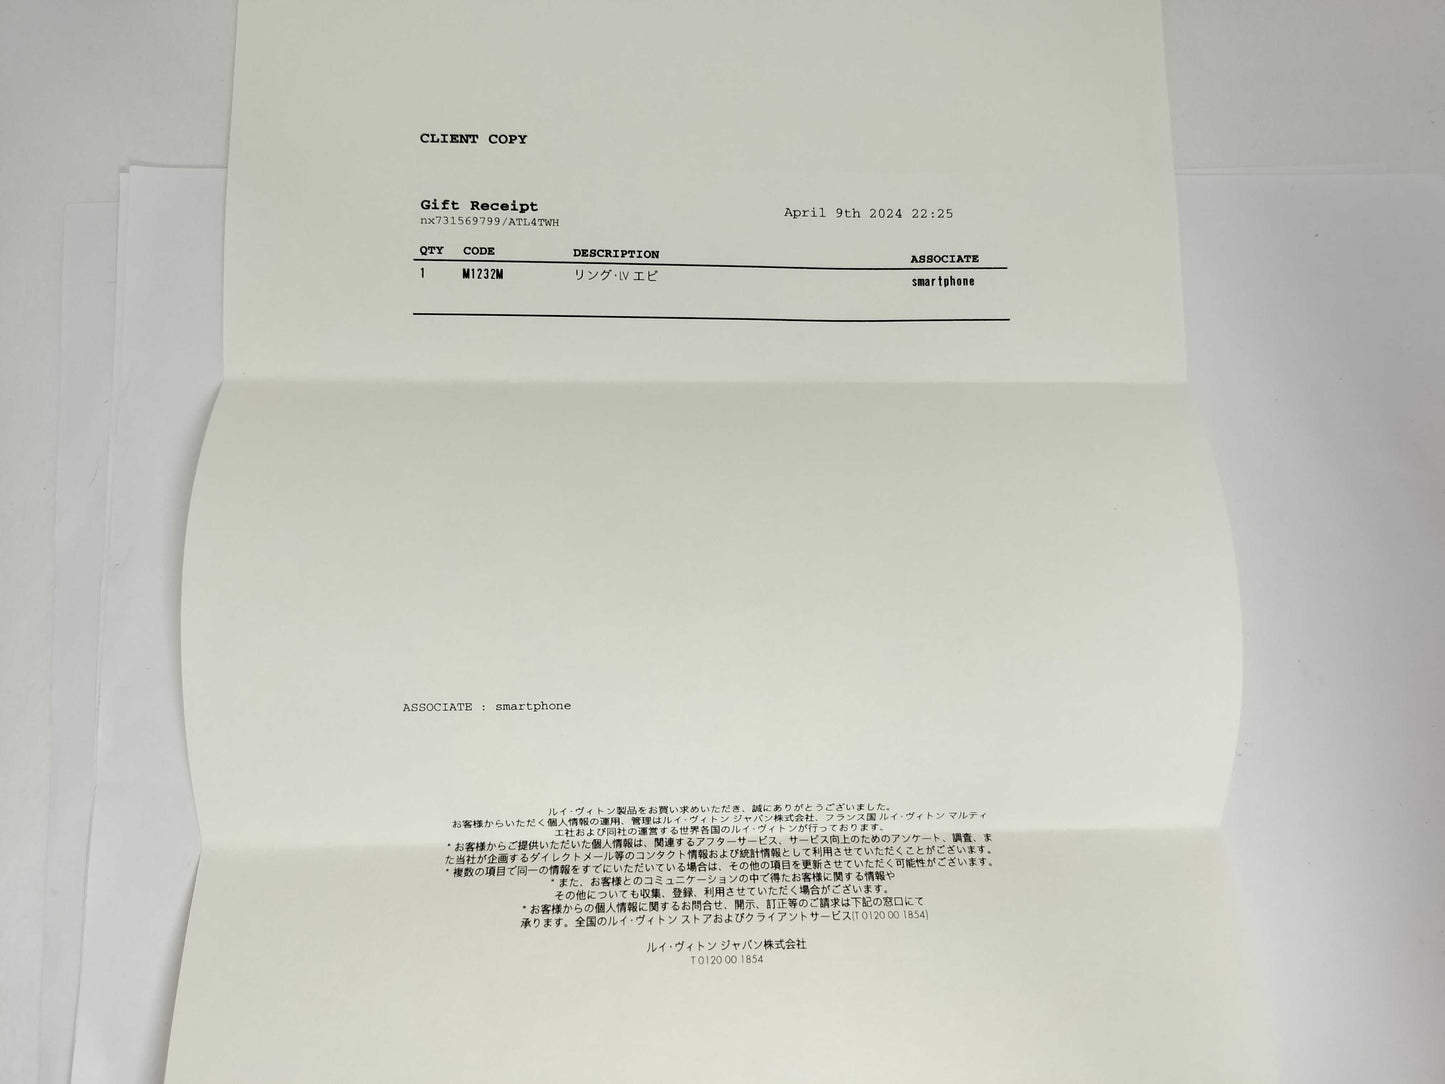 CLIENT COPY
Gift Receipt
nx731569799/ATL4TWH
April 9th 2024 22:25
QTY CODE DESCRIPTION ASSOCIATE
1 M1232M リング･LV エピ smartphone
ASSOCIATE : smartphone
ルイ･ヴィトン製品をお買い求めいただき、誠にありがとうございました。
お客様からいただく個人情報の運用、管理はルイ･ヴィトン ジャパン株式会社、フランス国 ルイ･ヴィトン マルティ
エ社および同社の運営する世界各国のルイ･ヴィトンが行っております。
* お客様からご提供いただいた個人情報は、関連するアフターサービス、サービス向上のためのアンケート、調査、ま
た当社が企画するダイレクトメール等のコンタクト情報および統計情報として利用させていただくことがございます。
* 複数の項目で同一の情報をすでにいただいている場合は、その他の項目を更新させていただく可能性がございます。
* また、お客様とのコミュニケーションの中で得たお客様に関する情報や
その他についても収集、登録、利用させていただく場合がございます。
* お客様からの個人情報に関するお問合せ、開示、訂正等のご請求は下記の窓口にて
承ります。全国のルイ･ヴィトン ストアおよびクライアントサービス(T 0120 00 1854)
ルイ･ヴィトン ジャパン株式会社
T 0120 00 1854